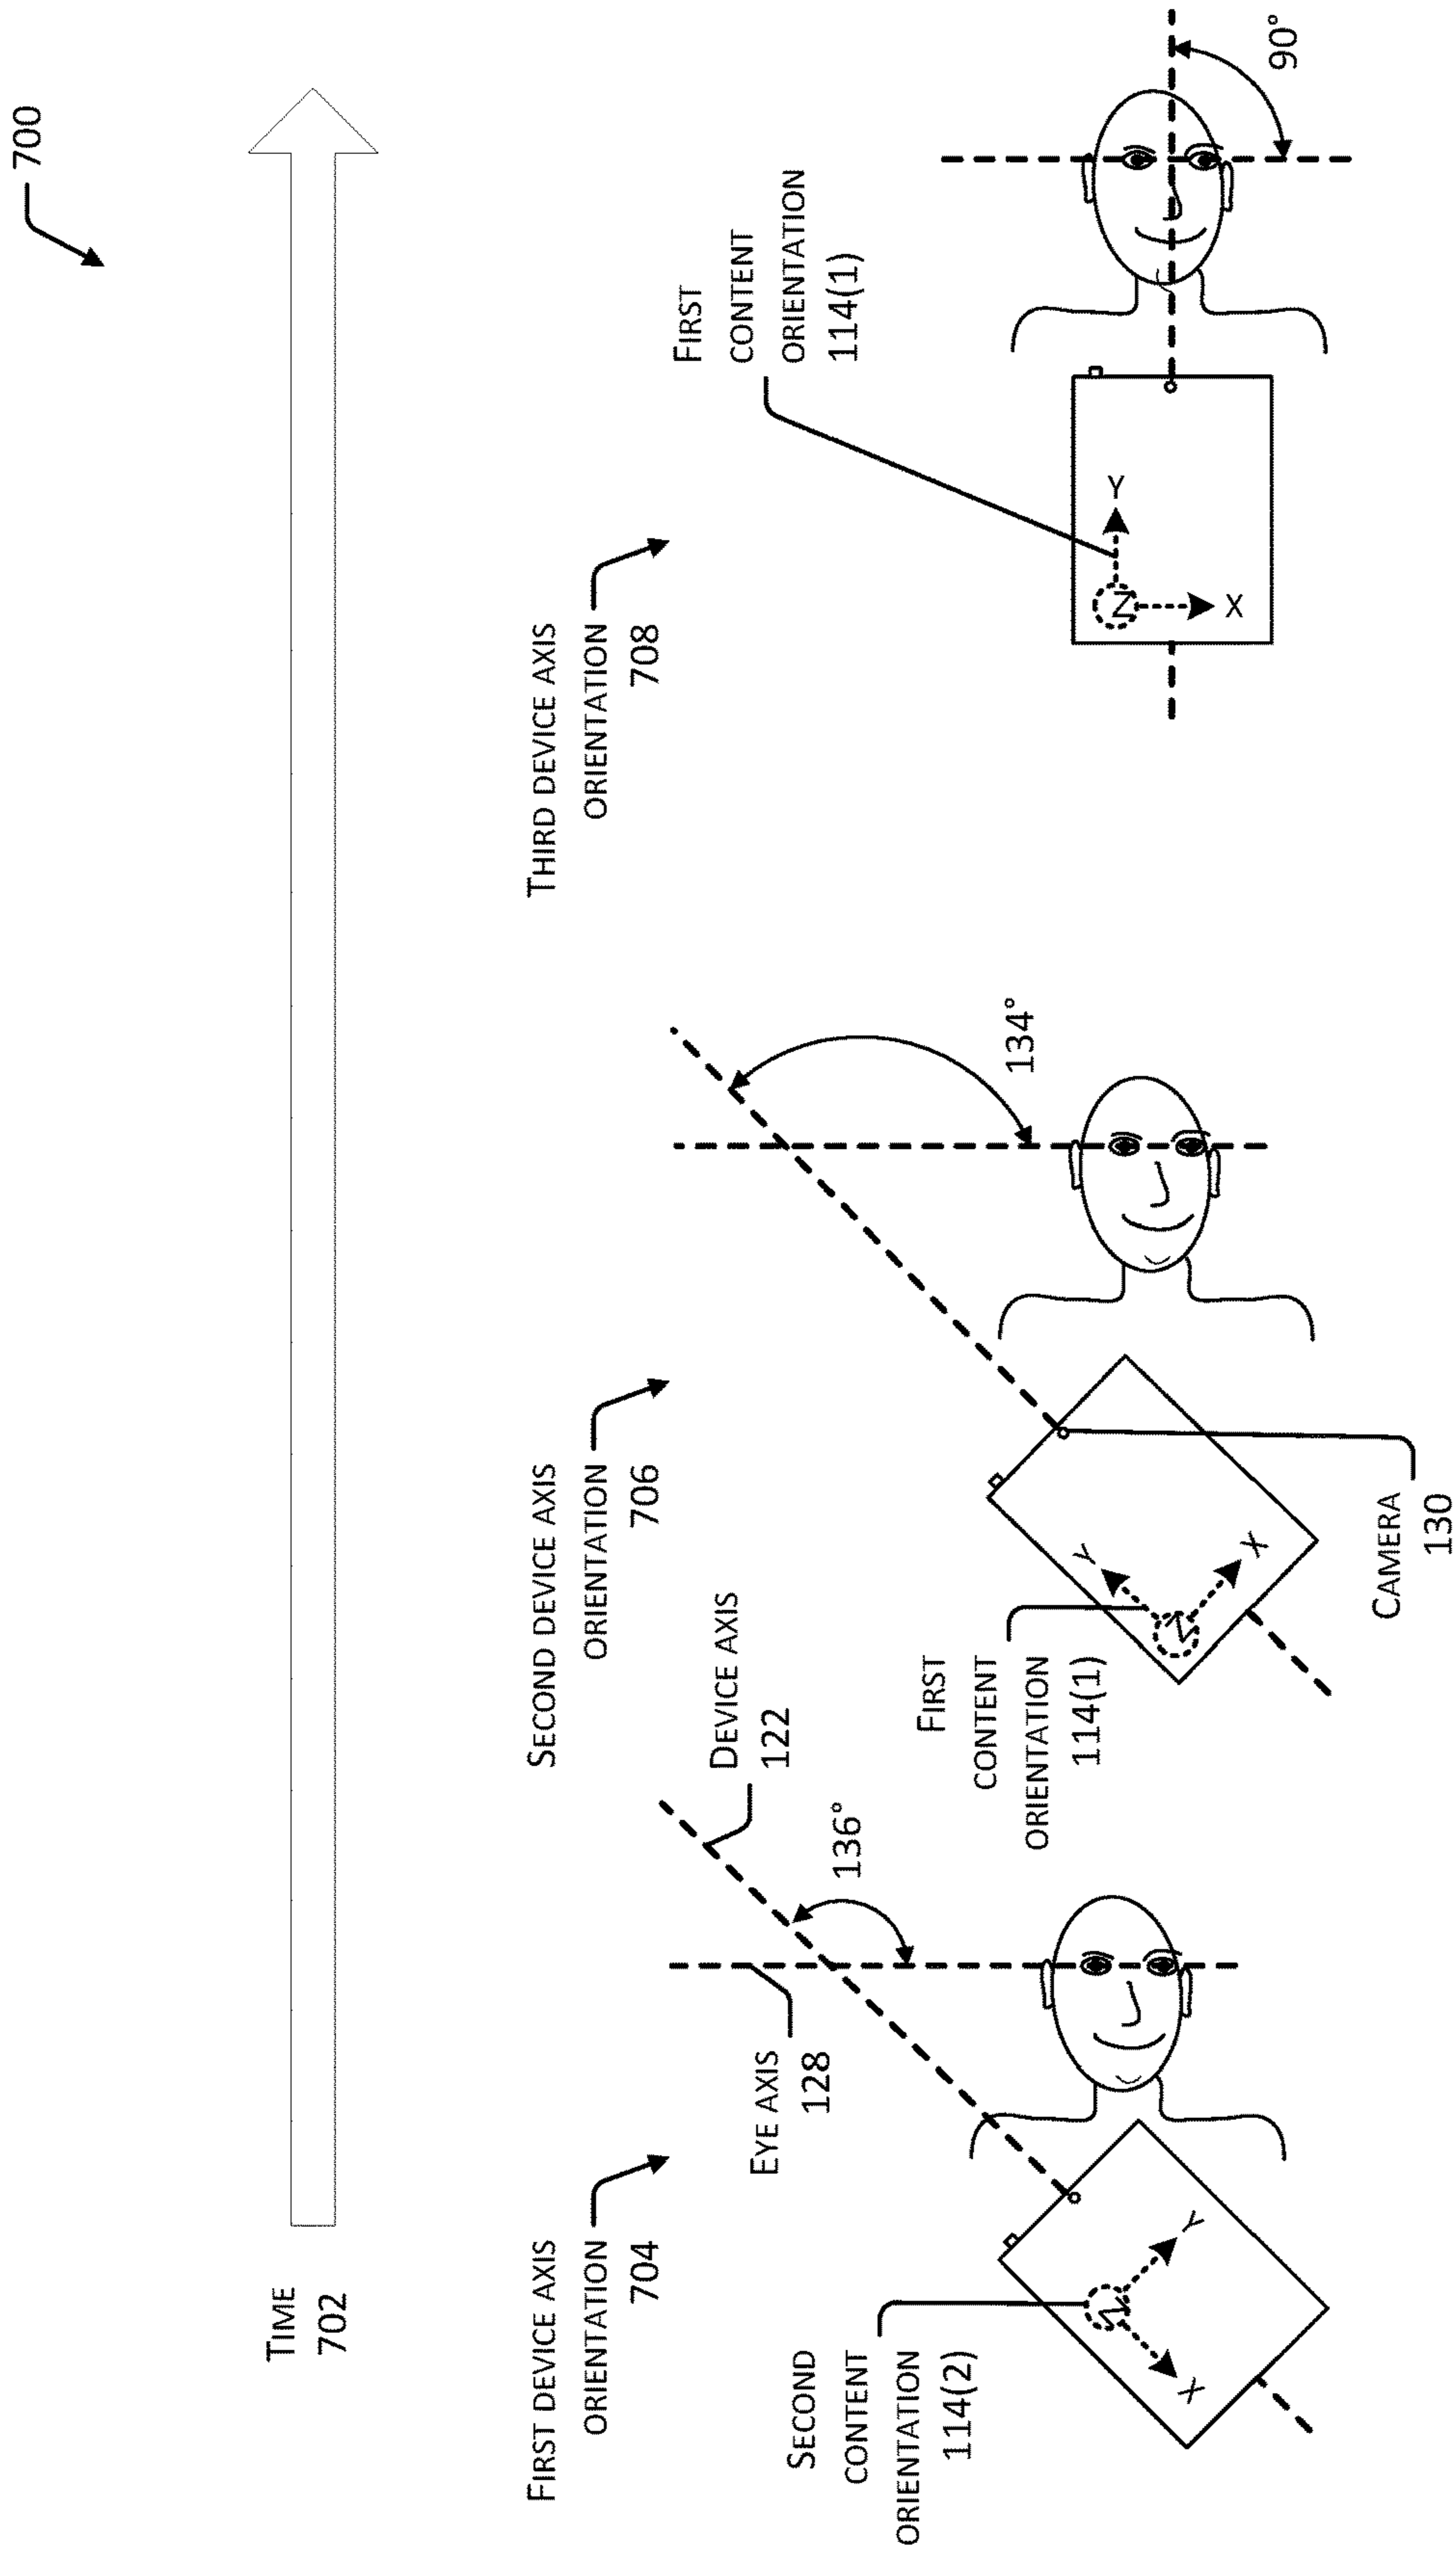 700
TIME
702
FIRST DEVICE AXIS
ORIENTATION
704
SECOND DEVICE AXIS
ORIENTATION
706
THIRD DEVICE AXIS
ORIENTATION
708
EYE AXIS
128
DEVICE AXIS
122
136°
134°
90°
SECOND
CONTENT
ORIENTATION
114(2)
FIRST
CONTENT
ORIENTATION
114(1)
FIRST
CONTENT
ORIENTATION
114(1)
X
Z
Y
X
Z
Y
X
Z
Y
CAMERA
130